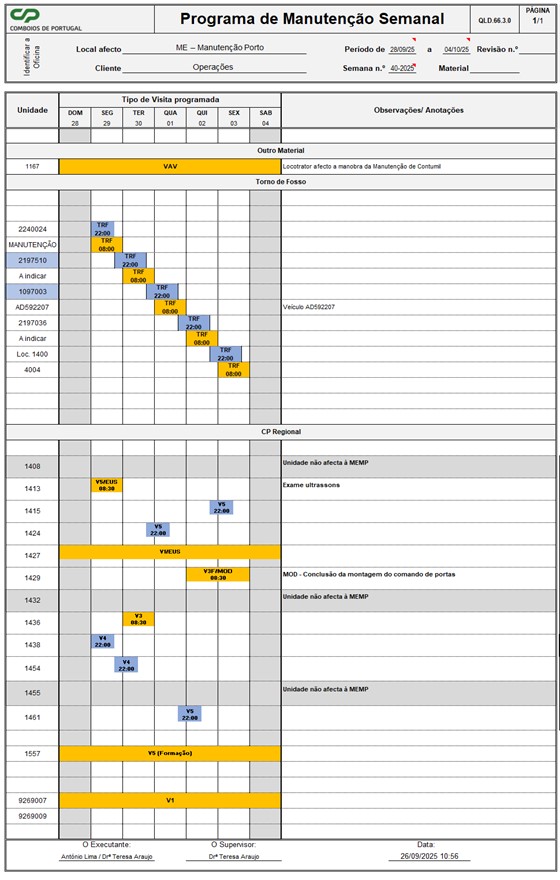 CP
COMBOIOS DE PORTUGAL
Programa de Manutenção Semanal
QLD.66.3.0
PÁGINA
1/1
Identificar a
Oficina
Local afecto ME – Manutenção Porto
Periodo de 28/09/25 a 04/10/25 Revisão n.º
Cliente Operações
Semana n.º 40-2025 Material
Unidade
Tipo de Visita programada
Observações/ Anotações
DOM SEG TER QUA QUI SEX SAB
28 29 30 01 02 03 04
Outro Material
1167 VAV Locotrator afecto a manobra da Manutenção de Contumil
Torno de Fosso
2240024 TRF
22:00
MANUTENÇÃO TRF
08:00
2197510 TRF
22:00
A indicar TRF
08:00
1097003 TRF
22:00
AD592207 TRF
08:00 Veículo AD592207
2197036 TRF
22:00
A indicar TRF
08:00
Loc. 1400 TRF
22:00
4004 TRF
08:00
CP Regional
1408 Unidade não afecta à MEMP
1413 V5/EUS
08:30 Exame ultrassons
1415 V5
22:00
1424 V5
22:00
1427 V1/EUS
1429 V3F/MOD
08:30 MOD - Conclusão da montagem do comando de portas
1432 Unidade não afecta à MEMP
1436 V3
08:30
1438 V4
22:00
1454 V4
22:00
1455 Unidade não afecta à MEMP
1461 V5
22:00
1557 V5 (Formação)
9269007 V1
9269009
O Executante: O Supervisor: Data:
António Lima / Drª Teresa Araujo Drª Teresa Araujo 26/09/2025 10:56